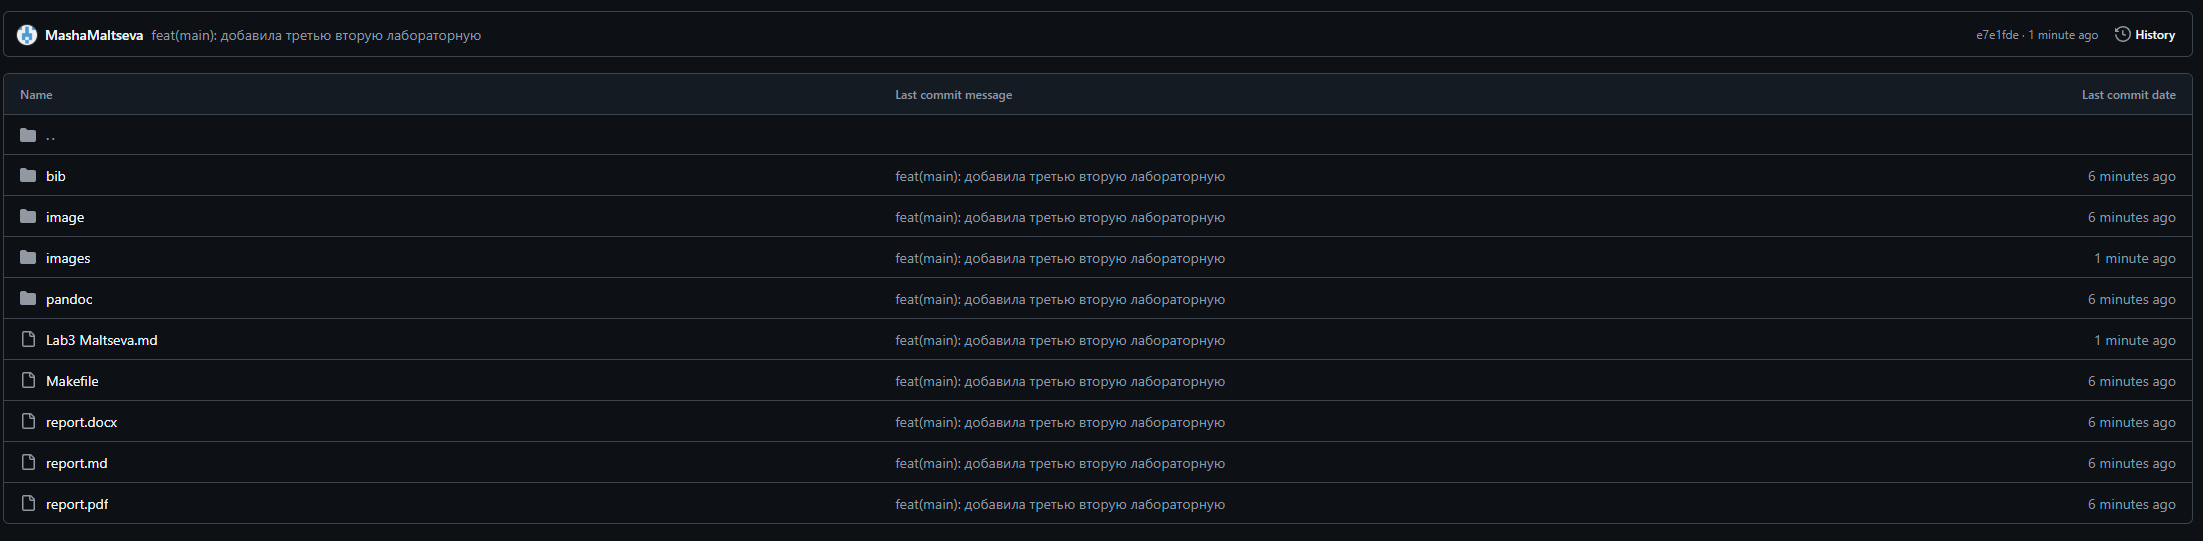 MashaMaltseva feat(main): добавила третью вторую лабораторную e7e1fde · 1 minute ago History
Name Last commit message Last commit date
..
bib feat(main): добавила третью вторую лабораторную 6 minutes ago
image feat(main): добавила третью вторую лабораторную 6 minutes ago
images feat(main): добавила третью вторую лабораторную 1 minute ago
pandoc feat(main): добавила третью вторую лабораторную 6 minutes ago
Lab3 Maltseva.md feat(main): добавила третью вторую лабораторную 1 minute ago
Makefile feat(main): добавила третью вторую лабораторную 6 minutes ago
report.docx feat(main): добавила третью вторую лабораторную 6 minutes ago
report.md feat(main): добавила третью вторую лабораторную 6 minutes ago
report.pdf feat(main): добавила третью вторую лабораторную 6 minutes ago